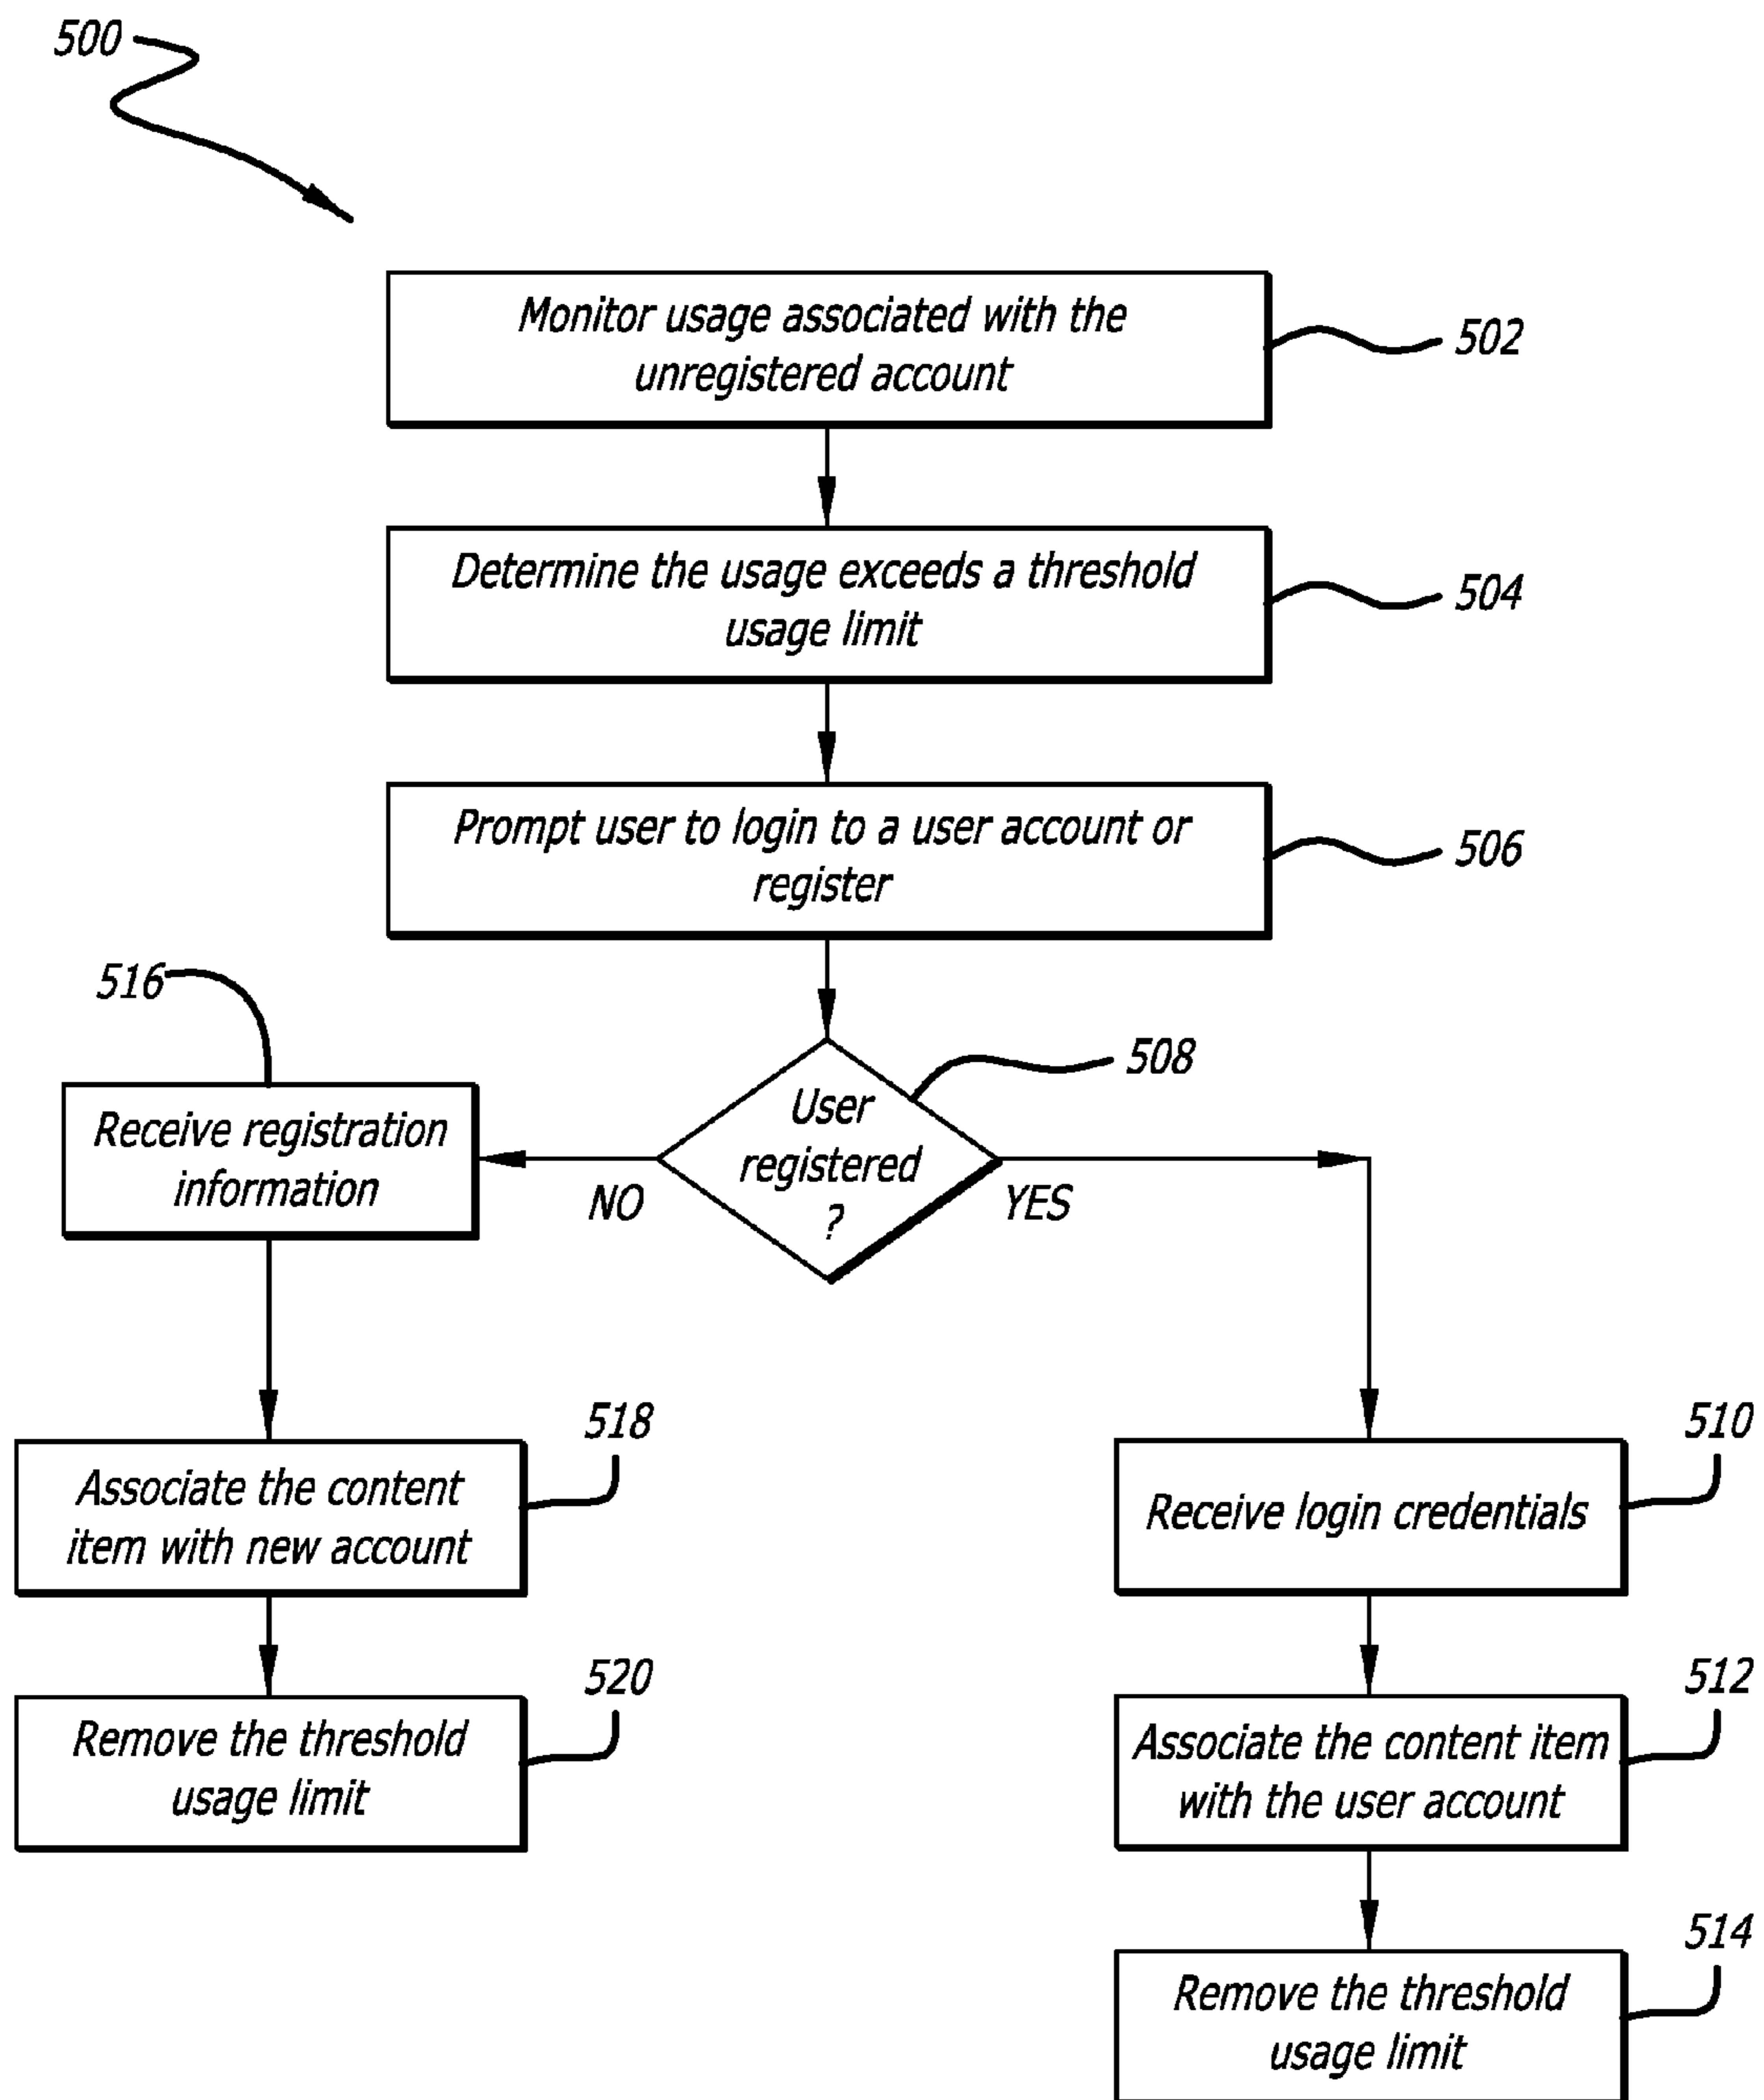 500
Monitor usage associated with the
unregistered account
502
Determine the usage exceeds a threshold
usage limit
504
Prompt user to login to a user account or
register
506
516
508
User
registered
?
Receive registration
information
NO
YES
518
Associate the content
item with new account
510
Receive login credentials
520
Remove the threshold
usage limit
512
Associate the content item
with the user account
514
Remove the threshold
usage limit